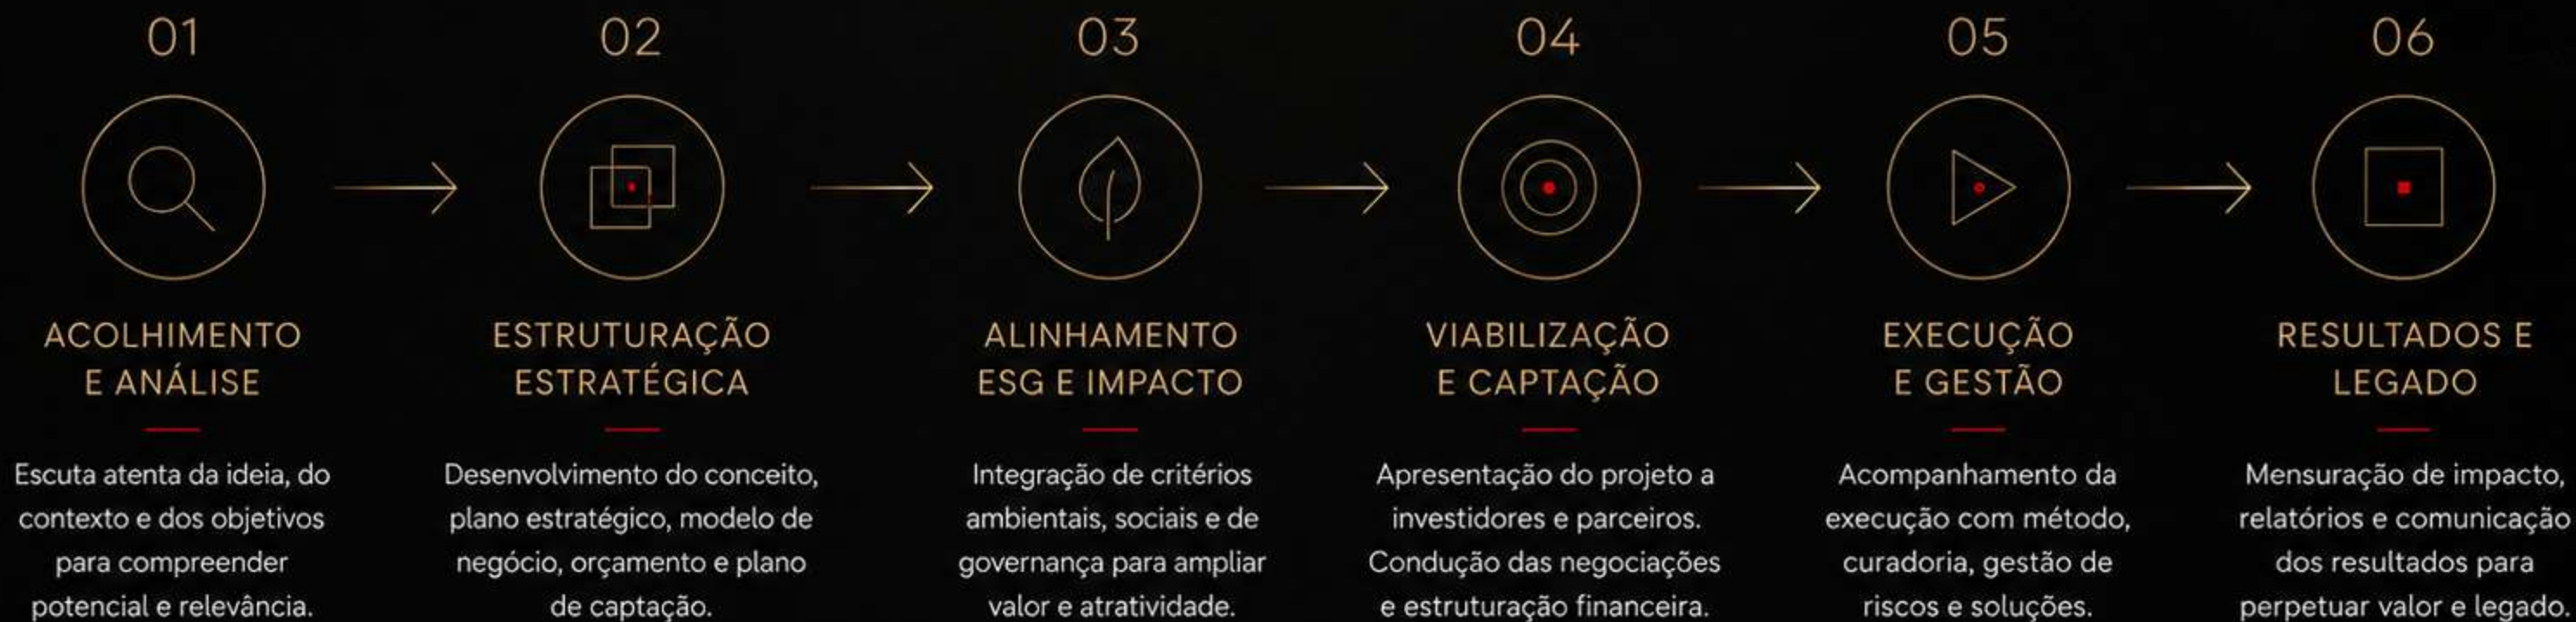 01
ACOLHIMENTO
E ANÁLISE
Escuta atenta da ideia, do
contexto e dos objetivos
para compreender
potencial e relevância.
02
ESTRUTURAÇÃO
ESTRATÉGICA
Desenvolvimento do conceito,
plano estratégico, modelo de
negócio, orçamento e plano
de captação.
03
ALINHAMENTO
ESG E IMPACTO
Integração de critérios
ambientais, sociais e de
governança para ampliar
valor e atratividade.
04
VIABILIZAÇÃO
E CAPTAÇÃO
Apresentação do projeto a
investidores e parceiros.
Condução das negociações
e estruturação financeira.
05
EXECUÇÃO
E GESTÃO
Acompanhamento da
execução com método,
curadoria, gestão de
riscos e soluções.
06
RESULTADOS E
LEGADO
Mensuração de impacto,
relatórios e comunicação
dos resultados para
perpetuar valor e legado.